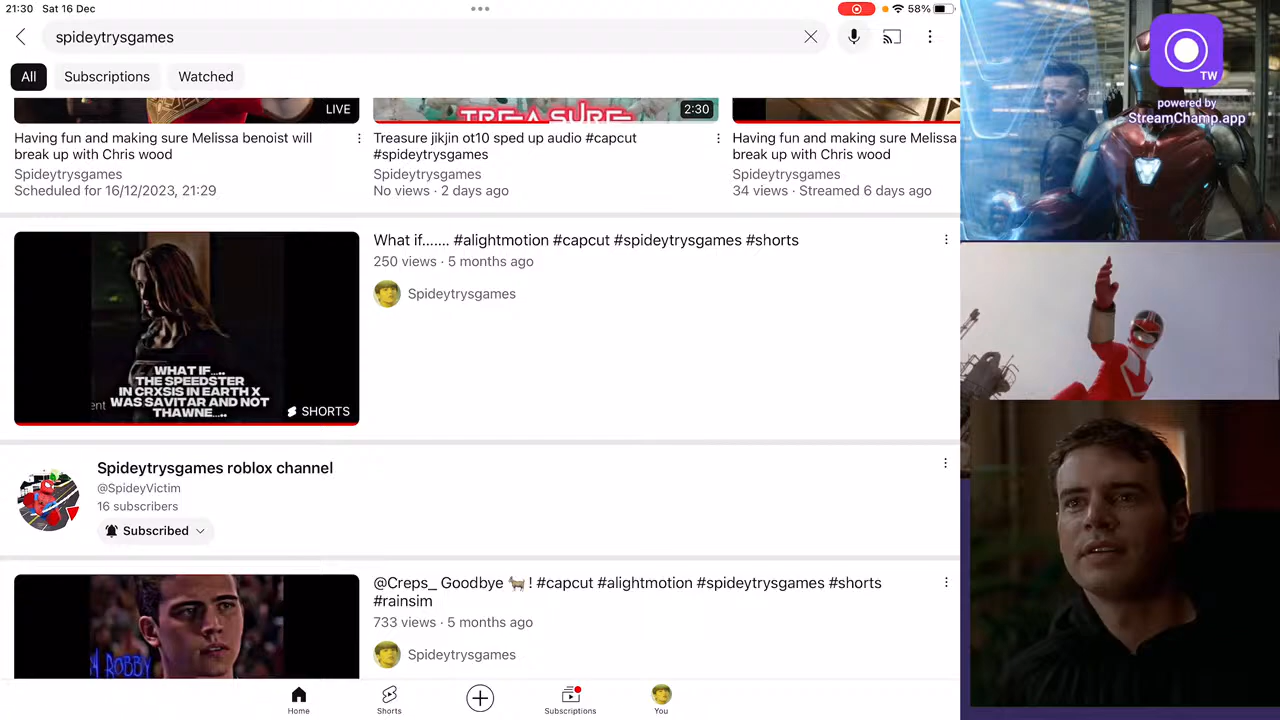 21:30 Sat 16 Dec
58%
spideytrysgames
All
Subscriptions
Watched
LIVE
TREASURE
2:30
Having fun and making sure Melissa benoist will
break up with Chris wood
Spideytrysgames
Scheduled for 16/12/2023, 21:29
Treasure jikjin ot10 sped up audio #capcut
#spideytrysgames
Spideytrysgames
No views · 2 days ago
Having fun and making sure Melissa benoist
break up with Chris wood
Spideytrysgames
34 views · Streamed 6 days ago
What if....... #alightmotion #capcut #spideytrysgames #shorts
250 views · 5 months ago
Spideytrysgames
WHAT IF....
THE SPEEDSTER
IN CRXSIS IN EARTH X
ent WAS SAVITAR AND NOT
THAWNE....
SHORTS
Spideytrysgames roblox channel
@SpideyVictim
16 subscribers
Subscribed
@Creps_ Goodbye 🐐 ! #capcut #alightmotion #spideytrysgames #shorts
#rainsim
733 views · 5 months ago
Spideytrysgames
ROBBY
Home
Shorts
Subscriptions
You
TW
powered by
StreamChamp.app